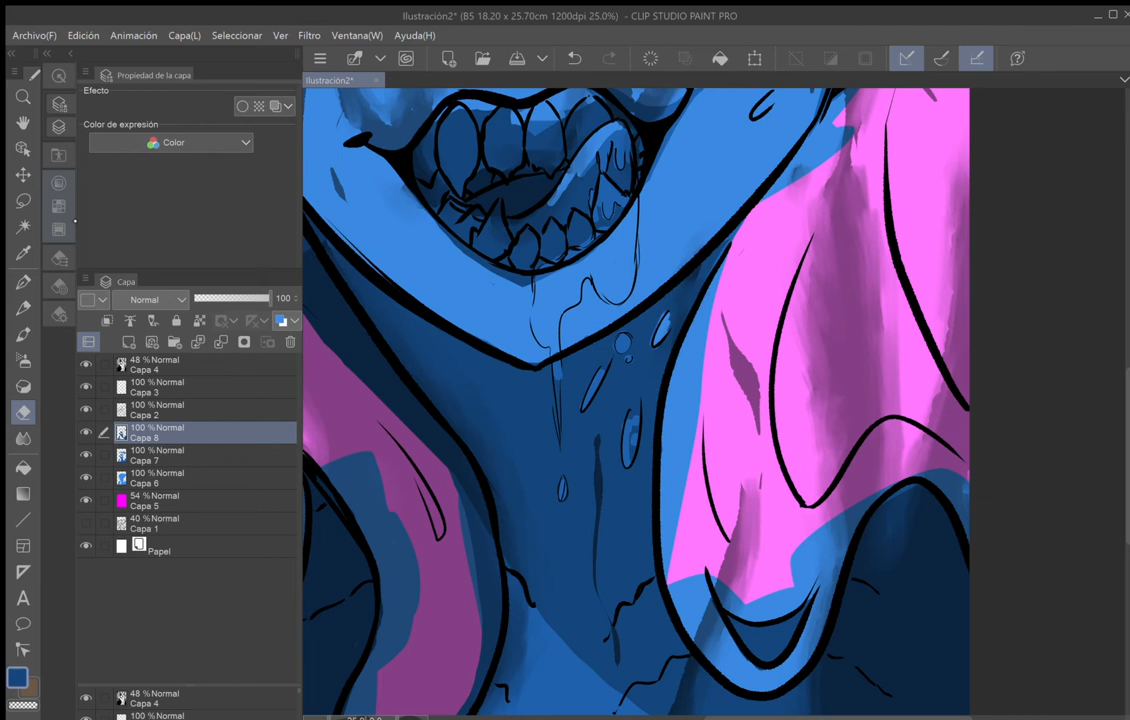 Ilustración2* (B5 18.20 x 25.70cm 1200dpi 25.0%) - CLIP STUDIO PAINT PRO
Archivo(F) Edición Animación Capa(L) Seleccionar Ver Filtro Ventana(W) Ayuda(H)
Propiedad de la capa
Ilustración2*
Efecto
Color de expresión
Color
Capa
Normal 100
48 %Normal
Capa 4
100 %Normal
Capa 3
100 %Normal
Capa 2
100 %Normal
Capa 8
100 %Normal
Capa 7
100 %Normal
Capa 6
54 %Normal
Capa 5
40 %Normal
Capa 1
Papel
48 %Normal
Capa 4
100 %Normal